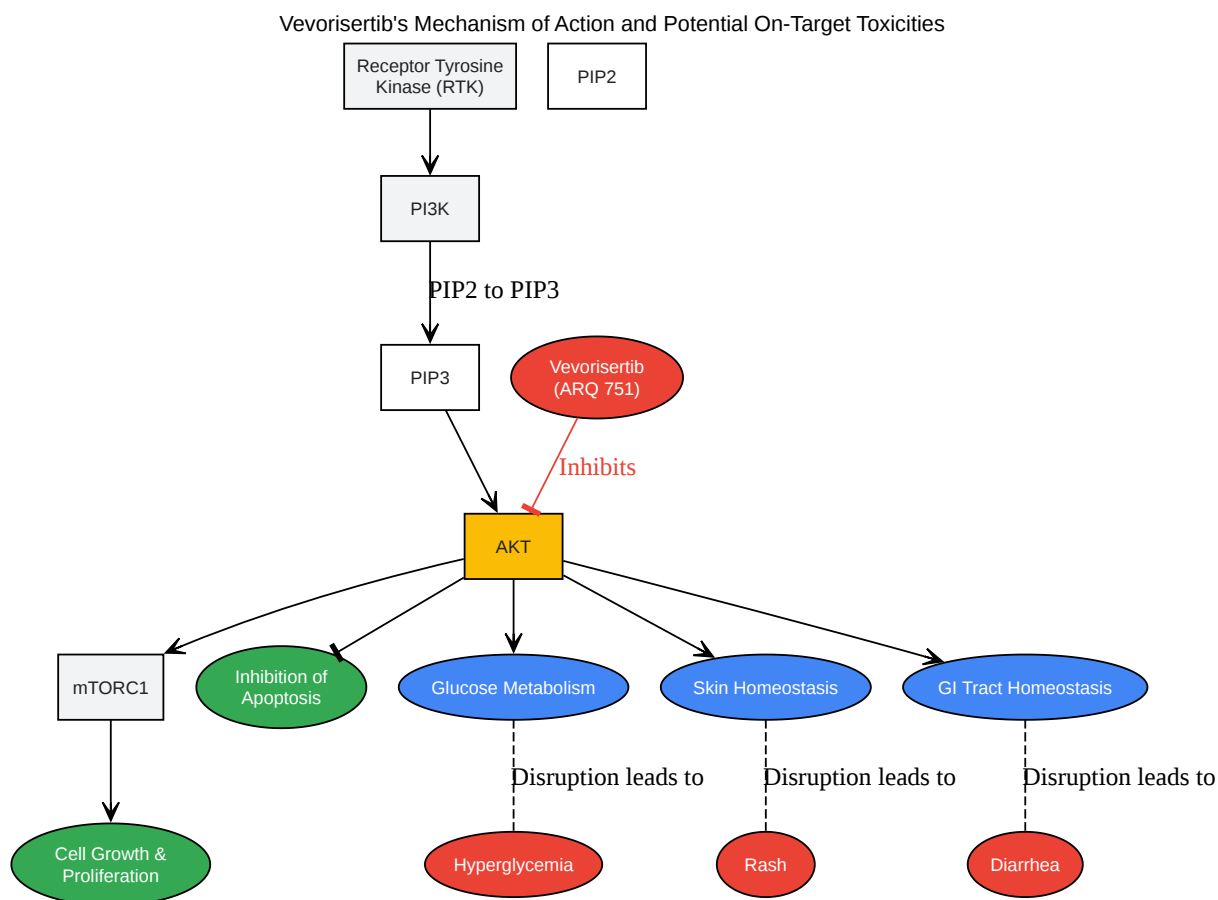 Vevorisertib's Mechanism of Action and Potential On-Target Toxicities
Receptor Tyrosine
Kinase (RTK)
PIP2
PI3K
PIP2 to PIP3
PIP3
Vevorisertib
(ARQ 751)
Inhibits
AKT
mTORC1
Inhibition of
Apoptosis
Glucose Metabolism
Skin Homeostasis
GI Tract Homeostasis
Disruption leads to
Disruption leads to
Disruption leads to
Cell Growth &
Proliferation
Hyperglycemia
Rash
Diarrhea